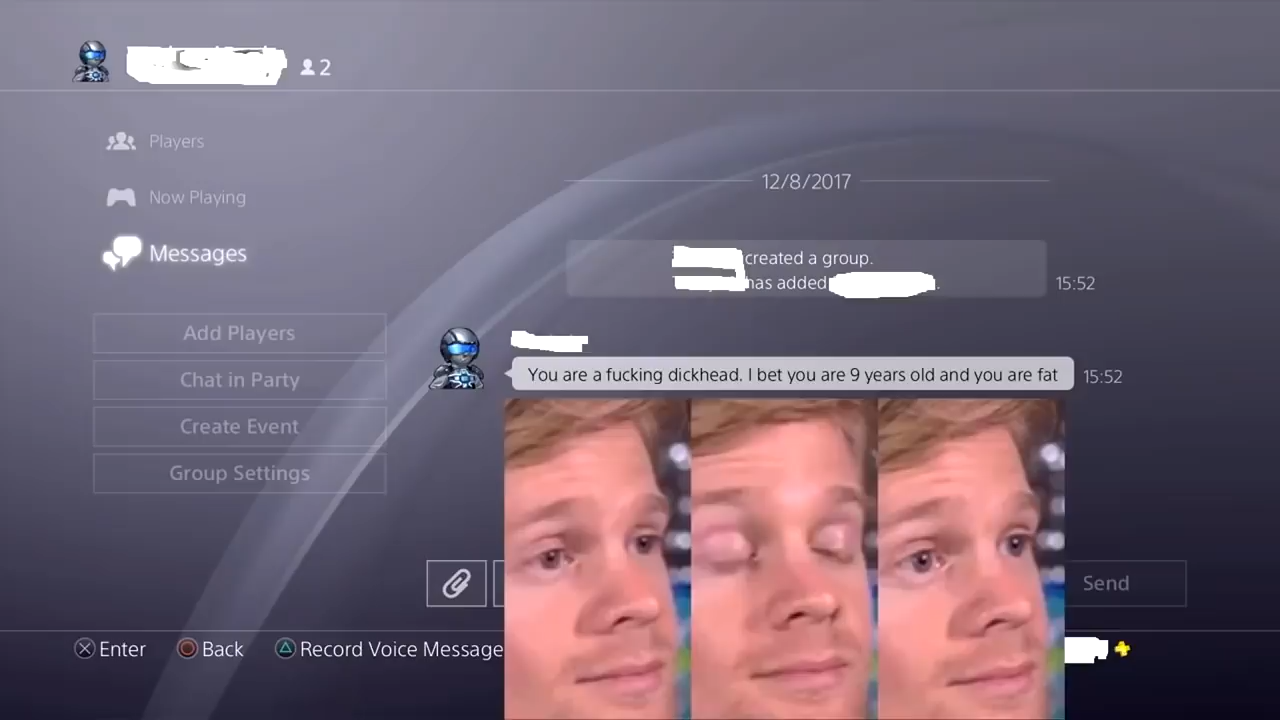 2
Players
Now Playing
Messages
Add Players
Chat in Party
Create Event
Group Settings
12/8/2017
created a group.
has added .
15:52
You are a fucking dickhead. I bet you are 9 years old and you are fat
15:52
Send
Enter
Back
Record Voice Message